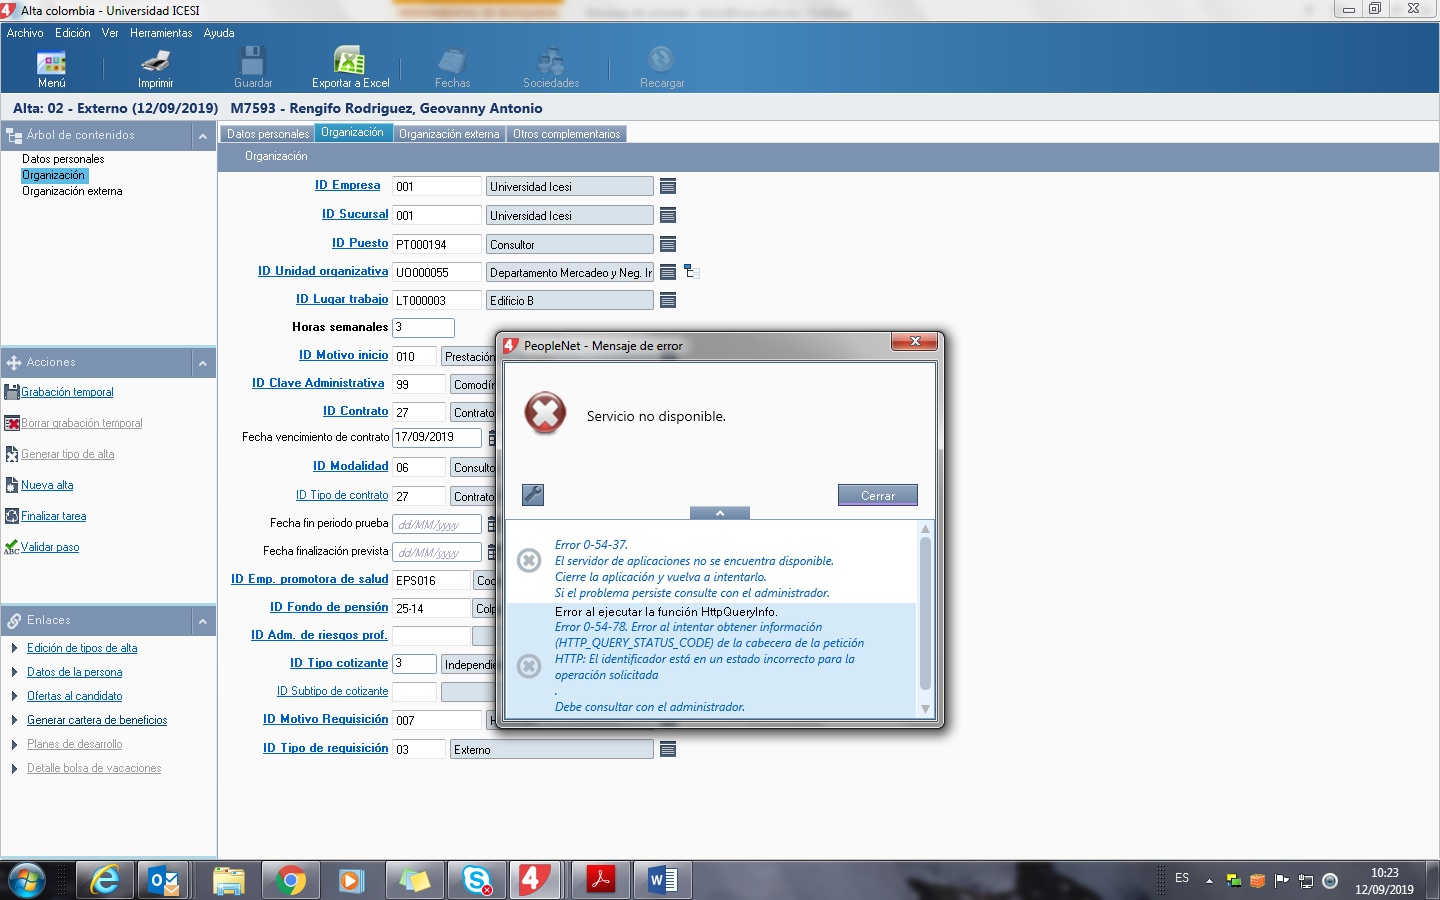 Alta colombia - Universidad ICESI
Archivo Edición Ver Herramientas Ayuda
Menú Imprimir Guardar Exportar a Excel Fechas Sociedades Recargar
Alta: 02 - Externo (12/09/2019) M7593 - Rengifo Rodriguez, Geovanny Antonio
Árbol de contenidos
Datos personales
Organización
Organización externa
Acciones
Grabación temporal
Borrar grabación temporal
Generar tipo de alta
Nueva alta
Finalizar tarea
Validar paso
Enlaces
Edición de tipos de alta
Datos de la persona
Ofertas al candidato
Generar cartera de beneficios
Planes de desarrollo
Detalle bolsa de vacaciones
Datos personales Organización Organización externa Otros complementarios
Organización
ID Empresa 001 Universidad Icesi
ID Sucursal 001 Universidad Icesi
ID Puesto PT000194 Consultor
ID Unidad organizativa UO000055 Departamento Mercadeo y Neg. Ir
ID Lugar trabajo LT000003 Edificio B
Horas semanales 3
ID Motivo inicio 010 Prestación
ID Clave Administrativa 99 Comodín
ID Contrato 27 Contrato
Fecha vencimiento de contrato 17/09/2019
ID Modalidad 06 Consulto
ID Tipo de contrato 27 Contrato
Fecha fin periodo prueba dd/MM/yyyy
Fecha finalización prevista dd/MM/yyyy
ID Emp. promotora de salud EPS016 Coo
ID Fondo de pensión 25-14 Colp
ID Adm. de riesgos prof.
ID Tipo cotizante 3 Independie
ID Subtipo de cotizante
ID Motivo Requisición 007
ID Tipo de requisición 03 Externo
PeopleNet - Mensaje de error
Servicio no disponible.
Cerrar
Error 0-54-37.
El servidor de aplicaciones no se encuentra disponible.
Cierre la aplicación y vuelva a intentarlo.
Si el problema persiste consulte con el administrador.
Error al ejecutar la función HttpQueryInfo.
Error 0-54-78. Error al intentar obtener información
(HTTP_QUERY_STATUS_CODE) de la cabecera de la petición
HTTP: El identificador está en un estado incorrecto para la
operación solicitada
.
Debe consultar con el administrador.
ES
10:23
12/09/2019